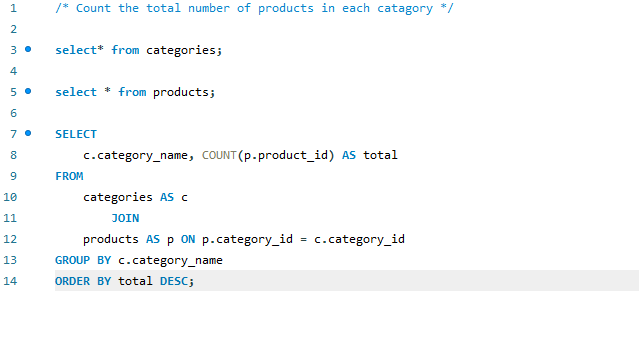 1 /* Count the total number of products in each catagory */
2
3 select* from categories;
4
5 select * from products;
6
7 SELECT
8 c.category_name, COUNT(p.product_id) AS total
9 FROM
10 categories AS c
11 JOIN
12 products AS p ON p.category_id = c.category_id
13 GROUP BY c.category_name
14 ORDER BY total DESC;